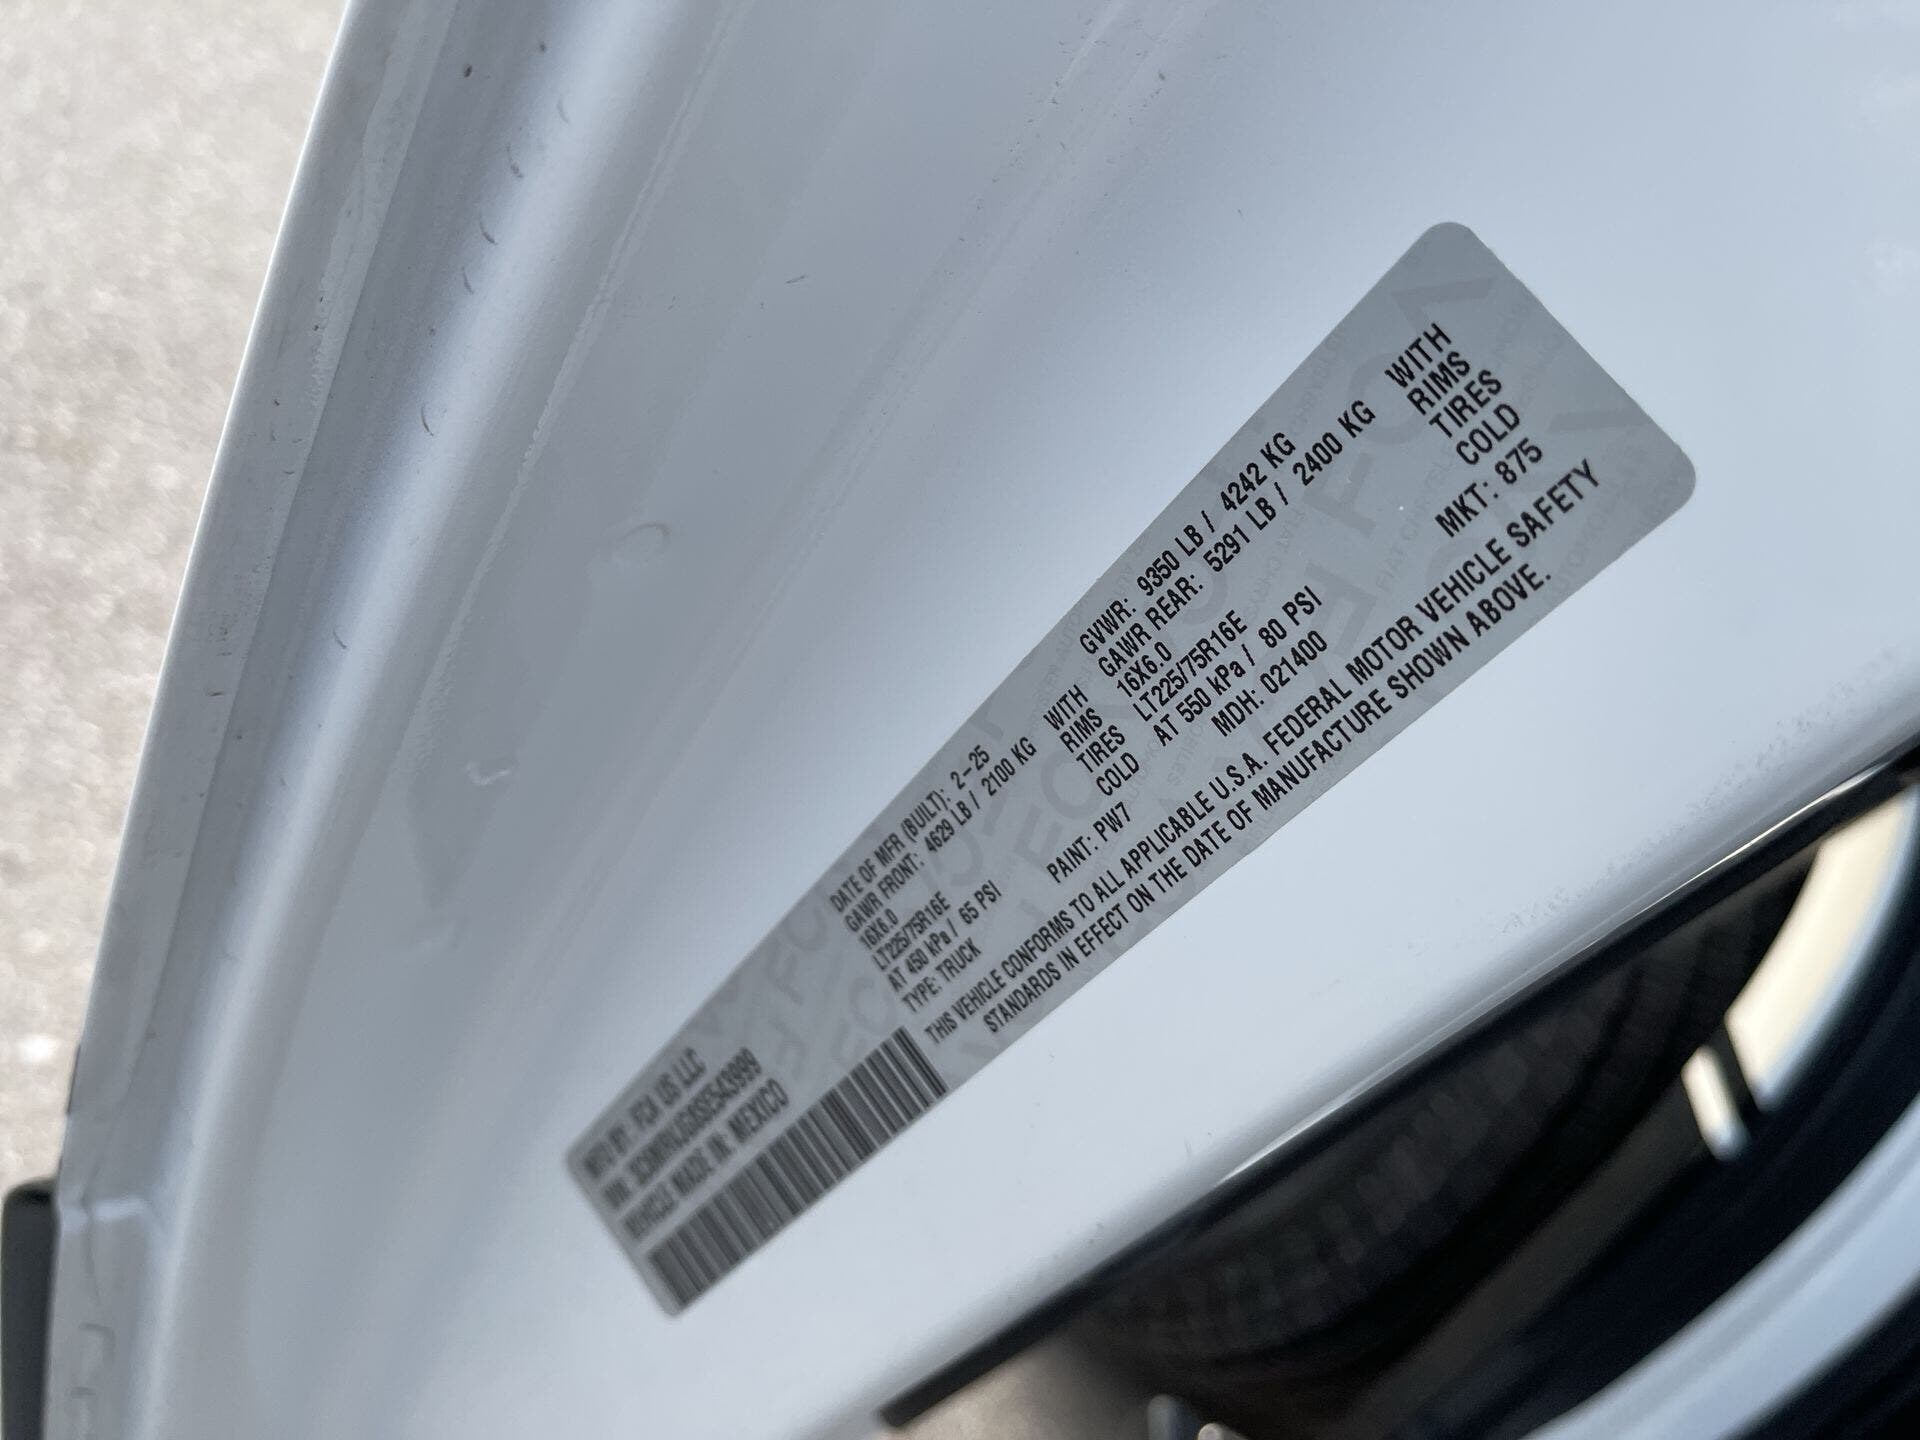 MFD BY: FCA US LLC
DATE OF MFR (BUILT): 2-25
GVWR: 9350 LB / 4242 KG
GAWR FRONT: 4629 LB / 2100 KG WITH
GAWR REAR: 5291 LB / 2400 KG WITH
16X6.0 RIMS
16X6.0 RIMS
LT225/75R16E TIRES
LT225/75R16E TIRES
AT 450 kPa / 65 PSI COLD
AT 550 kPa / 80 PSI COLD
VIN:
TYPE: TRUCK PAINT: PW7 MDH: 021400 MKT: 875
VEHICLE MADE IN: MEXICO
THIS VEHICLE CONFORMS TO ALL APPLICABLE U.S.A. FEDERAL MOTOR VEHICLE SAFETY
STANDARDS IN EFFECT ON THE DATE OF MANUFACTURE SHOWN ABOVE.